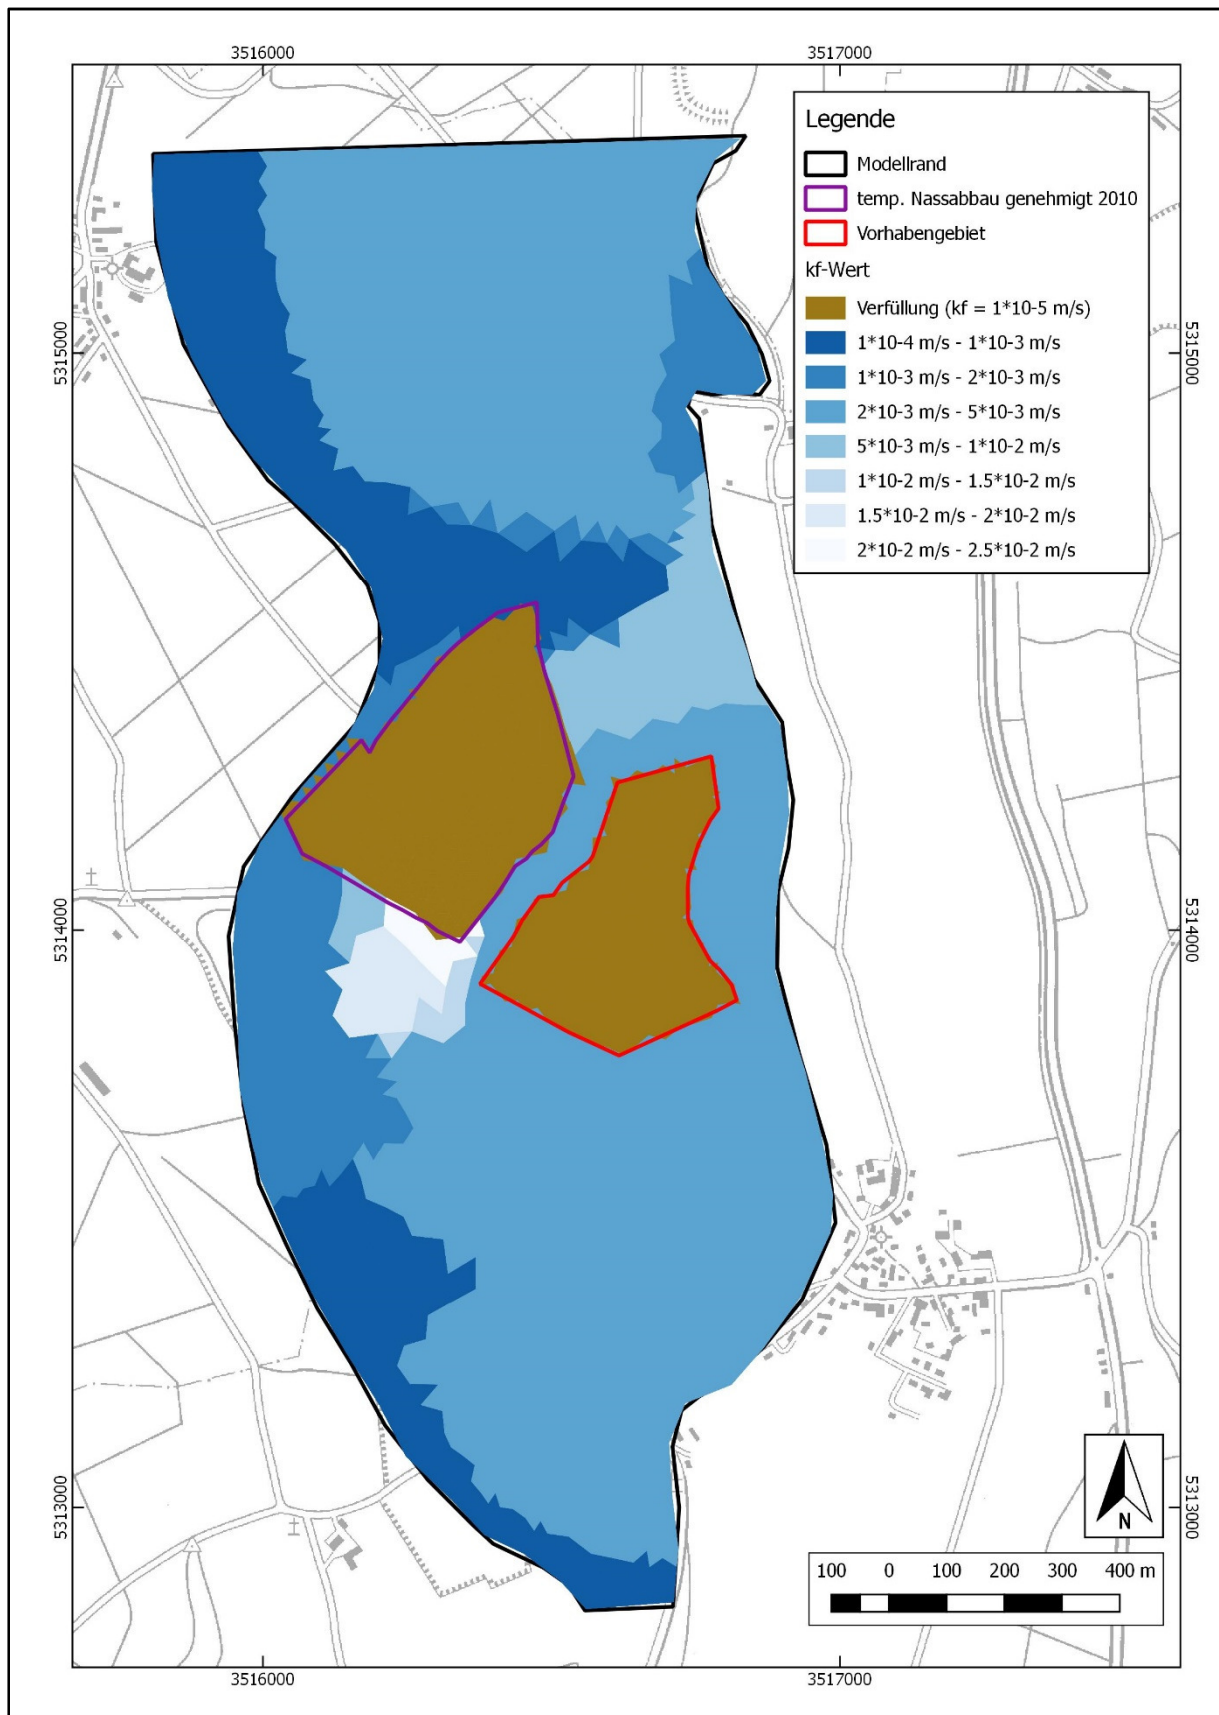 3516000
3517000
Legende
Modellrand
temp. Nassabbau genehmigt 2010
Vorhabengebiet
kf-Wert
Verfüllung (kf = 1*10-5 m/s)
1*10-4 m/s - 1*10-3 m/s
1*10-3 m/s - 2*10-3 m/s
2*10-3 m/s - 5*10-3 m/s
5*10-3 m/s - 1*10-2 m/s
1*10-2 m/s - 1.5*10-2 m/s
1.5*10-2 m/s - 2*10-2 m/s
2*10-2 m/s - 2.5*10-2 m/s
5315000
5315000
5314000
5314000
5313000
5313000
N
100 0 100 200 300 400 m
3516000
3517000